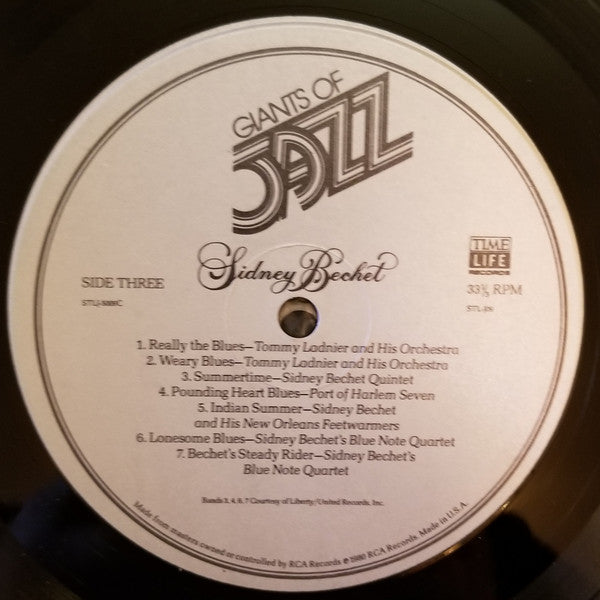 GIANTS OF
JAZZ
Sidney Bechet
TIME
LIFE
RECORDS
SIDE THREE
33⅓ RPM
1. Really the Blues—Tommy Ladnier and His Orchestra
2. Weary Blues—Tommy Ladnier and His Orchestra
3. Summertime—Sidney Bechet Quintet
4. Pounding Heart Blues—Port of Harlem Seven
5. Indian Summer—Sidney Bechet
and His New Orleans Feetwarmers
6. Lonesome Blues—Sidney Bechet's Blue Note Quartet
7. Bechet's Steady Rider—Sidney Bechet's
Blue Note Quartet
Bands 3, 4, 6, 7 Courtesy of Liberty/United Records, Inc.
Made from masters owned or controlled by RCA Records ℗ 1980 RCA Records. Made in U.S.A.